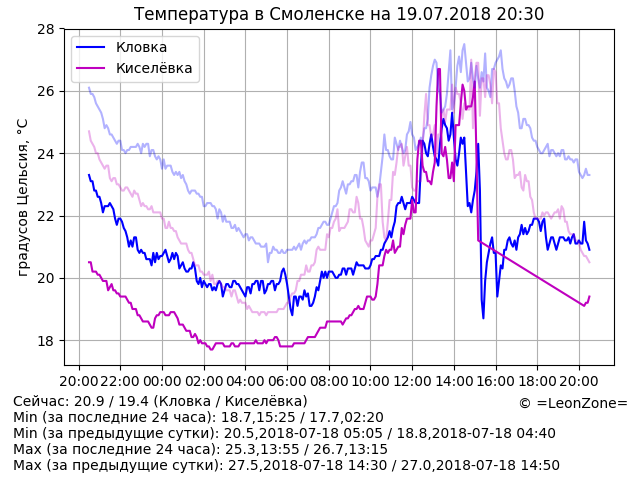 Температура в Смоленске на 19.07.2018 20:30
градусов Цельсия, °C
28
26
24
22
20
18
Кловка
Киселёвка
20:00 22:00 00:00 02:00 04:00 06:00 08:00 10:00 12:00 14:00 16:00 18:00 20:00
Сейчас: 20.9 / 19.4 (Кловка / Киселёвка)
© =LeonZone=
Min (за последние 24 часа): 18.7,15:25 / 17.7,02:20
Min (за предыдущие сутки): 20.5,2018-07-18 05:05 / 18.8,2018-07-18 04:40
Max (за последние 24 часа): 25.3,13:55 / 26.7,13:15
Max (за предыдущие сутки): 27.5,2018-07-18 14:30 / 27.0,2018-07-18 14:50